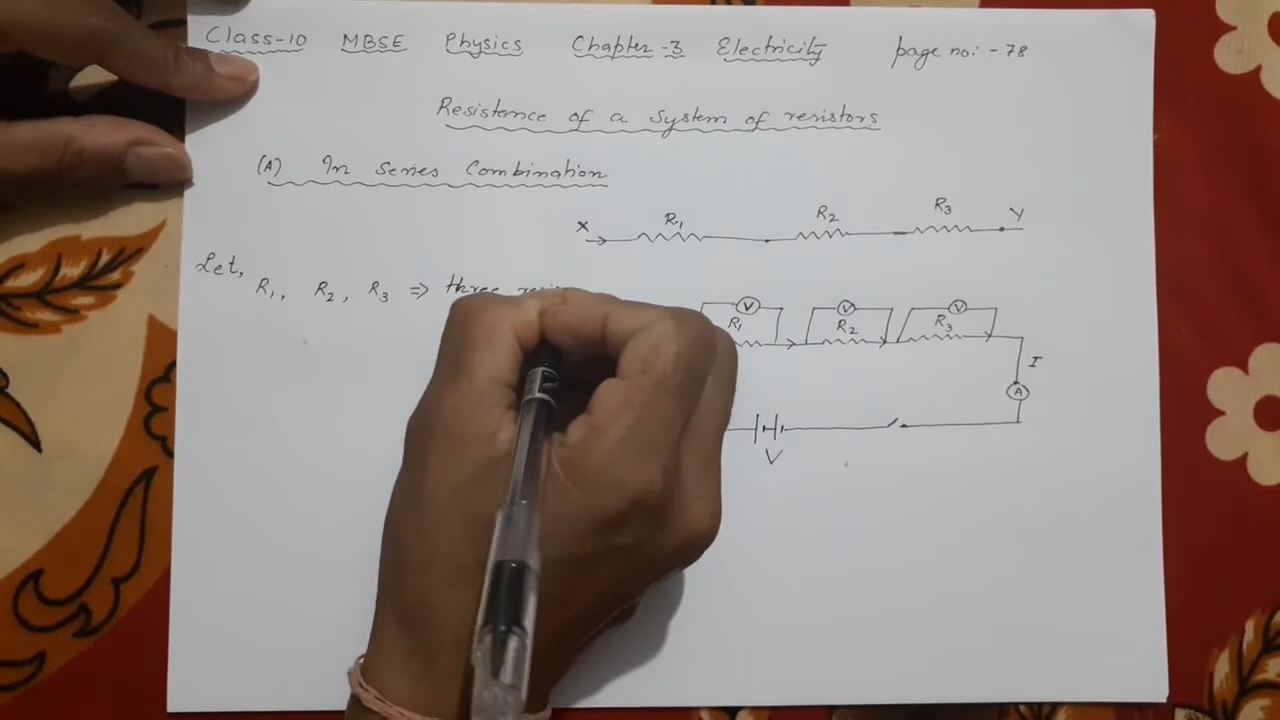 Class-10 MBSE Physics Chapter-3 Electricity page no:-78
Resistance of a System of resistors
(A) In Series Combination
X R1 R2 R3 Y
Let,
R1, R2, R3 ⇒ three
V V V
R1 R2 R3
I
A
V